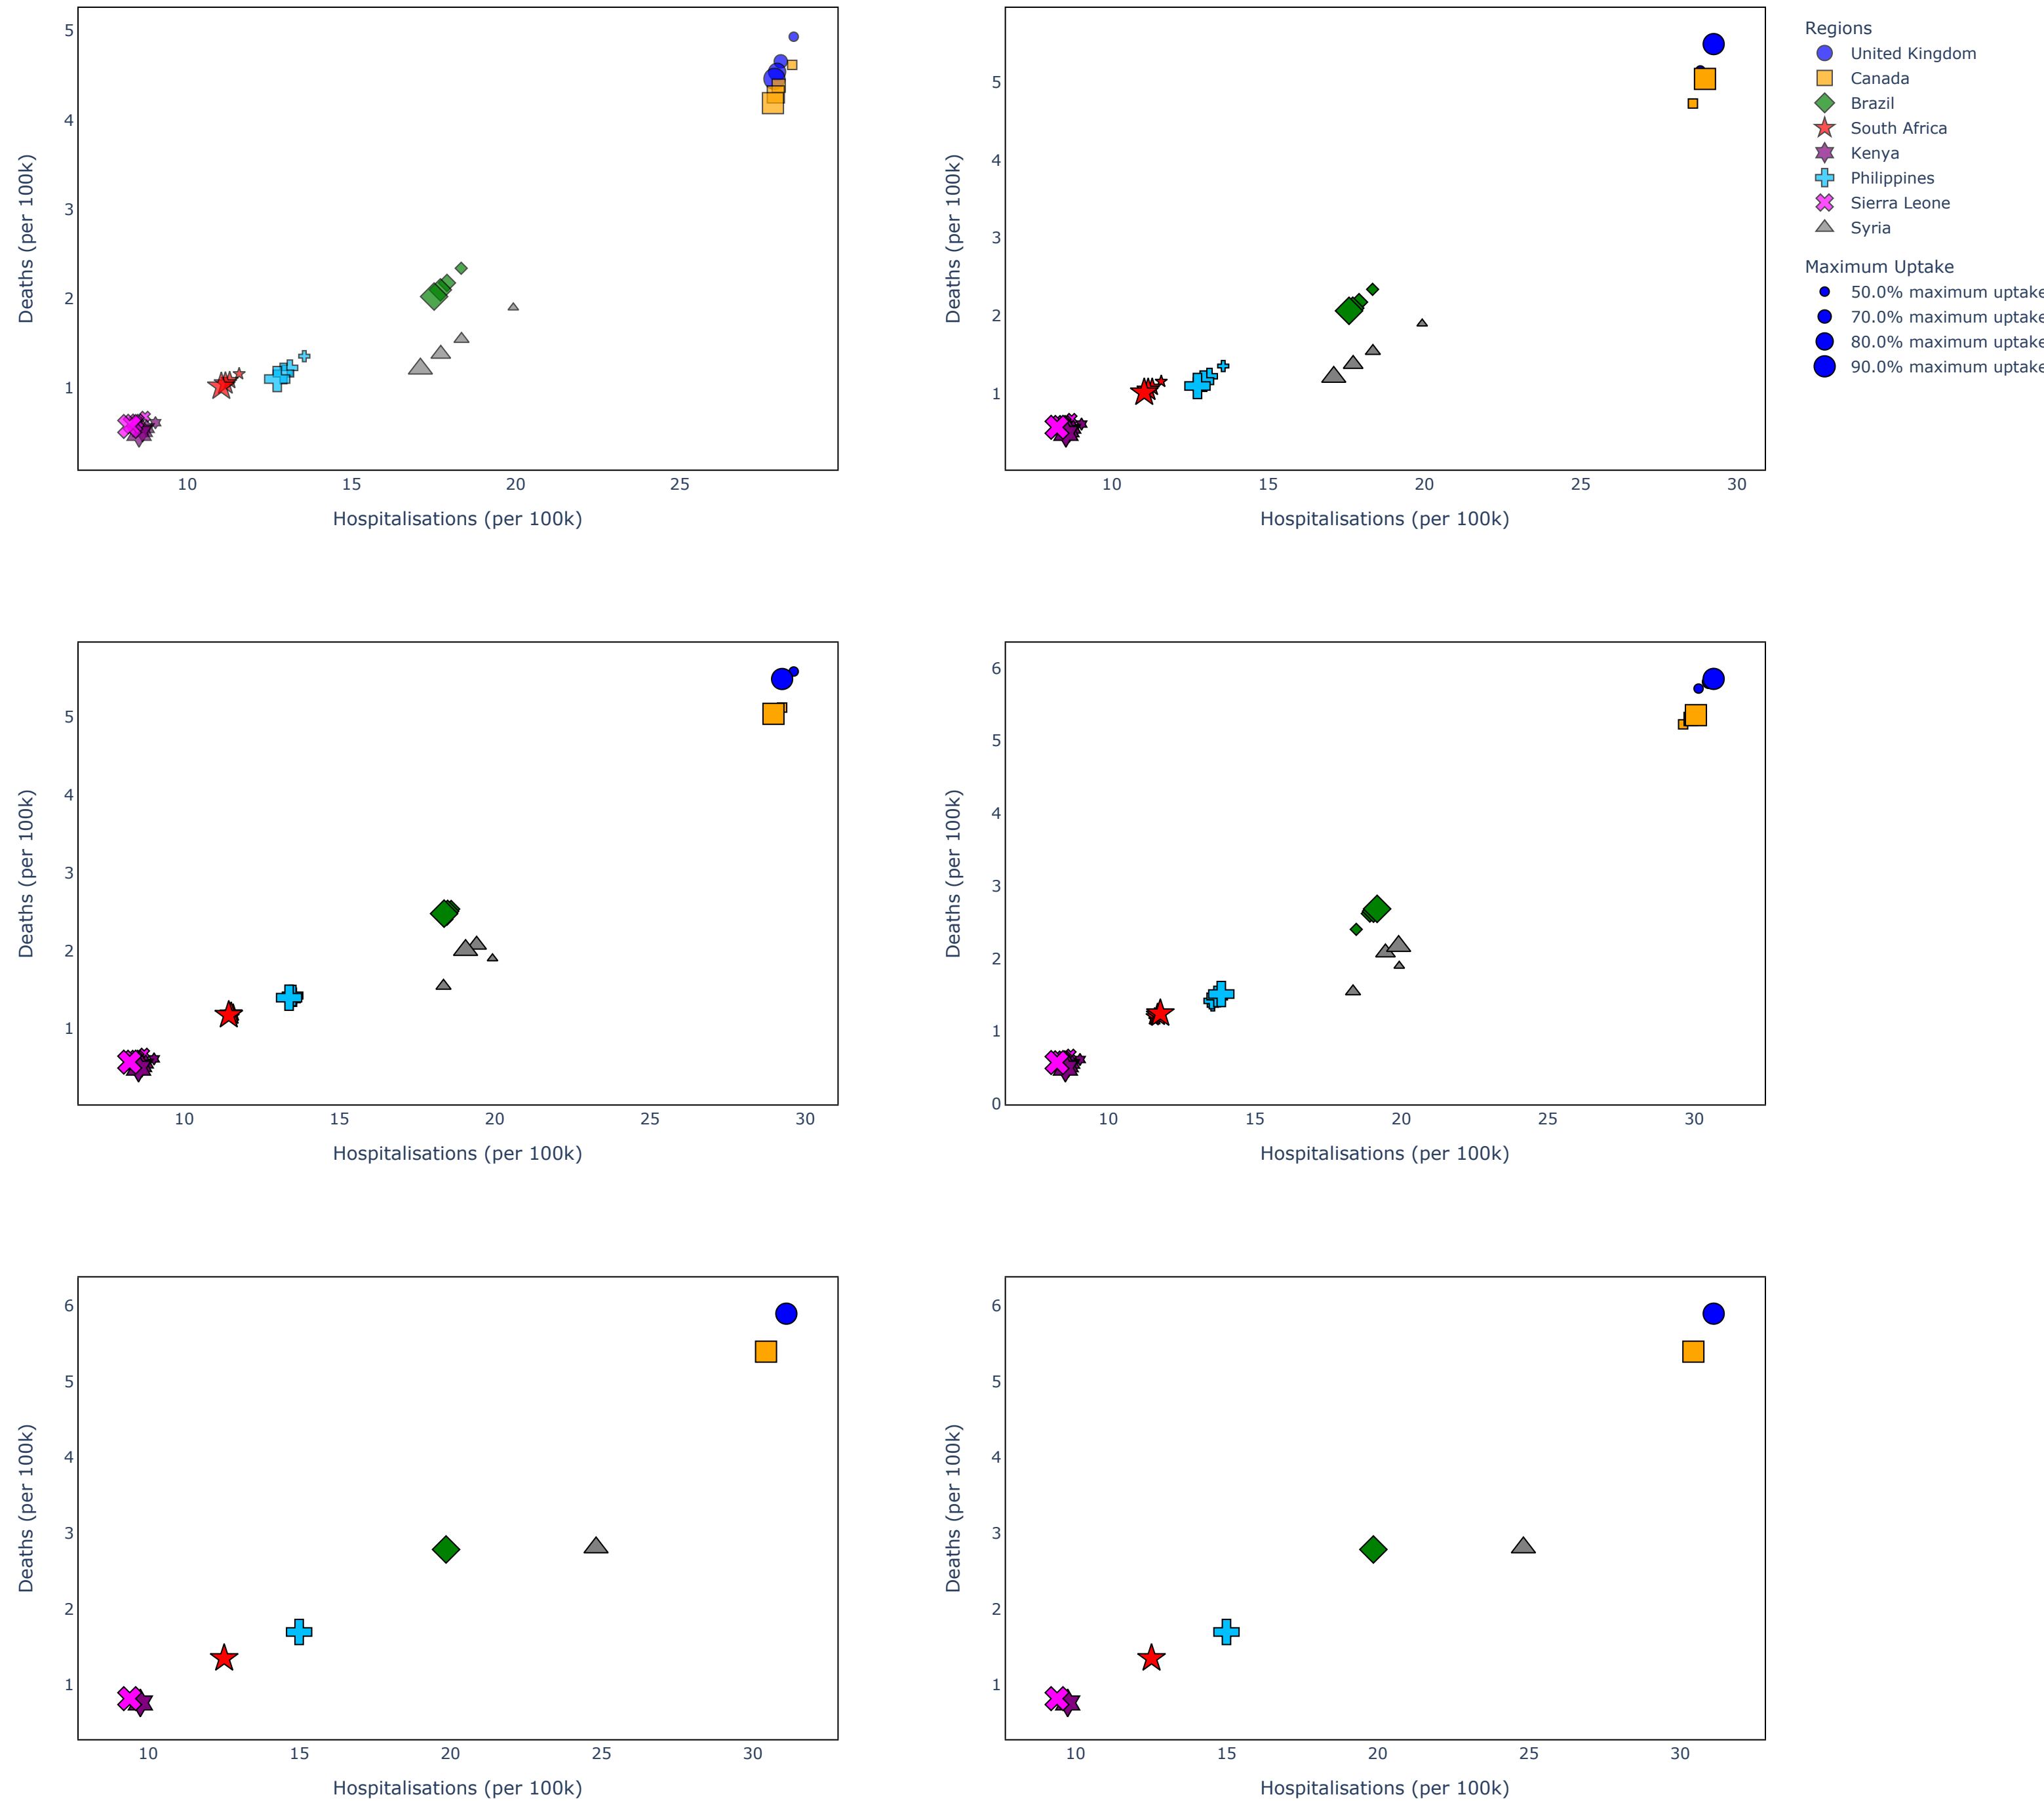 5
4
3
2
1
Deaths (per 100k)
10 15 20 25
Hospitalisations (per 100k)
5
4
3
2
1
Deaths (per 100k)
10 15 20 25 30
Hospitalisations (per 100k)
Regions
United Kingdom
Canada
Brazil
South Africa
Kenya
Philippines
Sierra Leone
Syria
Maximum Uptake
50.0% maximum uptake
70.0% maximum uptake
80.0% maximum uptake
90.0% maximum uptake
5
4
3
2
1
Deaths (per 100k)
10 15 20 25 30
Hospitalisations (per 100k)
6
5
4
3
2
1
0
Deaths (per 100k)
10 15 20 25 30
Hospitalisations (per 100k)
6
5
4
3
2
1
Deaths (per 100k)
10 15 20 25 30
Hospitalisations (per 100k)
6
5
4
3
2
1
Deaths (per 100k)
10 15 20 25 30
Hospitalisations (per 100k)